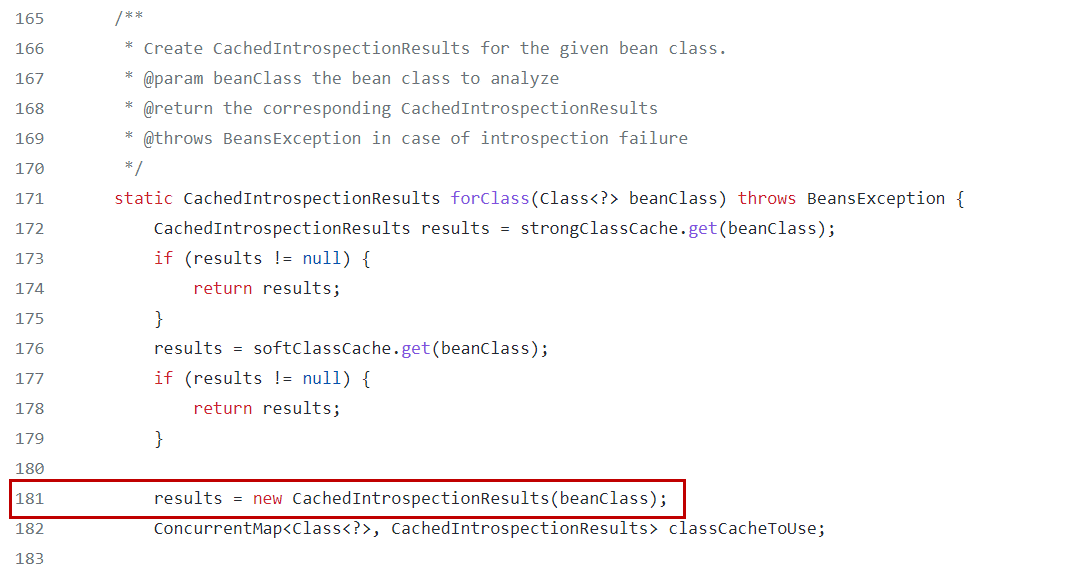 165 /**
166 * Create CachedIntrospectionResults for the given bean class.
167 * @param beanClass the bean class to analyze
168 * @return the corresponding CachedIntrospectionResults
169 * @throws BeansException in case of introspection failure
170 */
171 static CachedIntrospectionResults forClass(Class<?> beanClass) throws BeansException {
172 CachedIntrospectionResults results = strongClassCache.get(beanClass);
173 if (results != null) {
174 return results;
175 }
176 results = softClassCache.get(beanClass);
177 if (results != null) {
178 return results;
179 }
180
181 results = new CachedIntrospectionResults(beanClass);
182 ConcurrentMap<Class<?>, CachedIntrospectionResults> classCacheToUse;
183